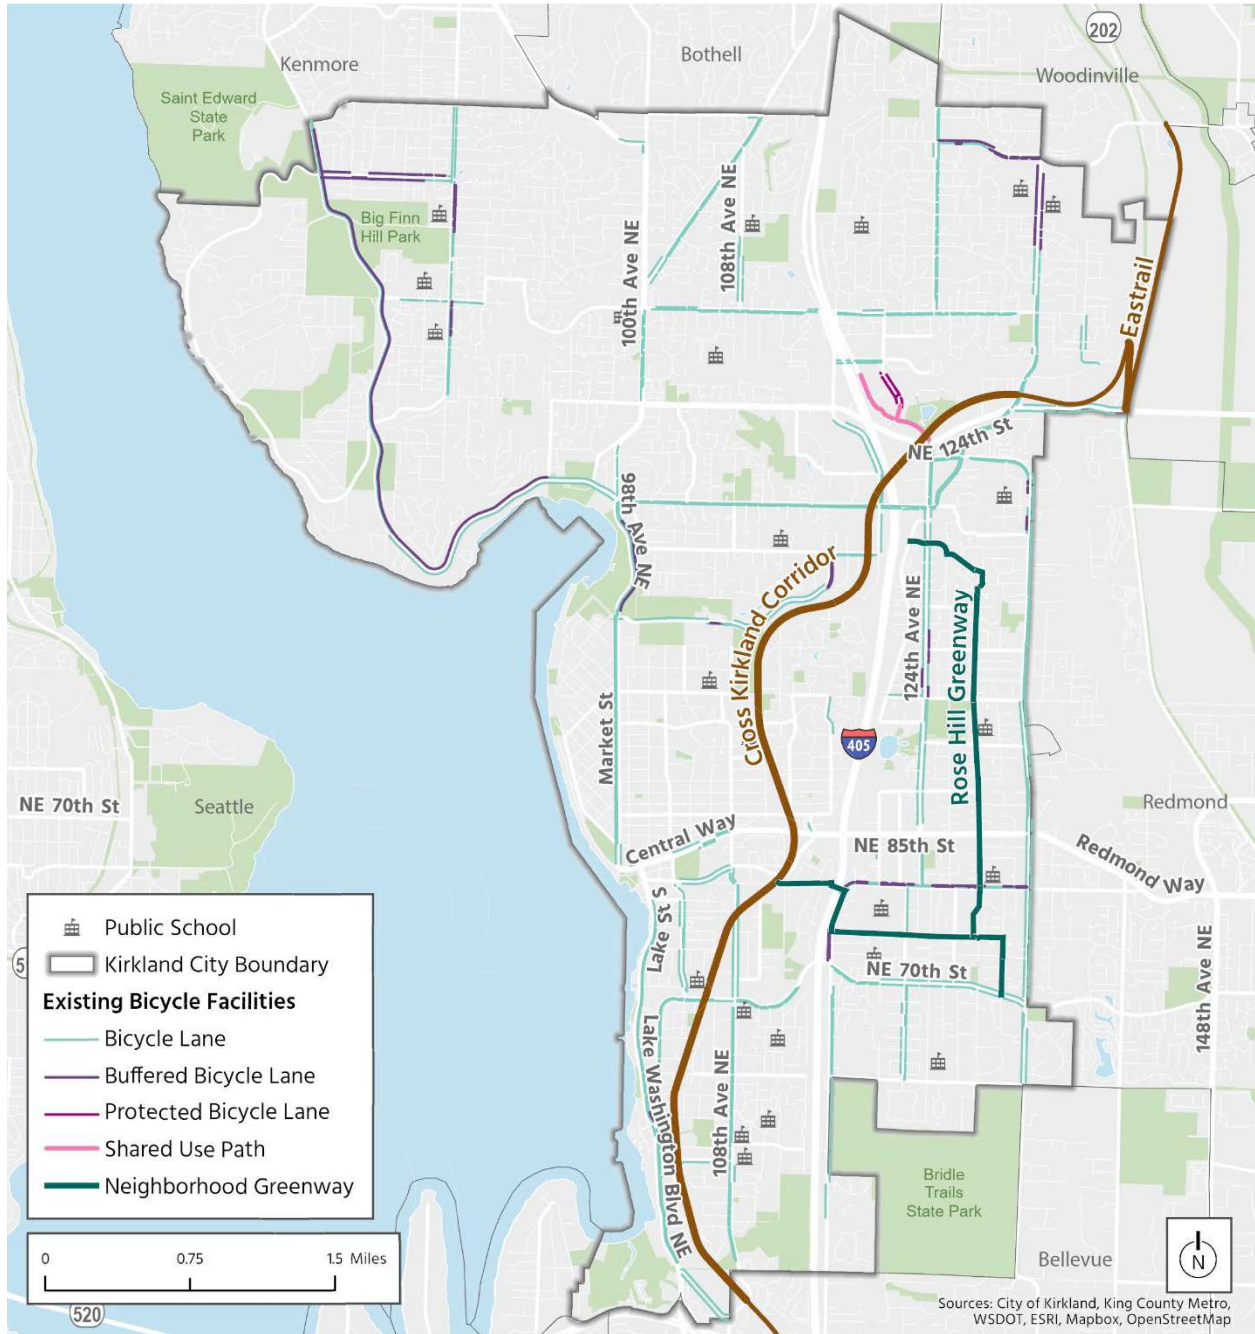 202
Bothell
Woodinville
Kenmore
Saint Edward
State
Park
Big Finn
Hill Park
100th Ave NE
108th Ave NE
Eastrail
NE 124th St
98th Ave NE
Cross Kirkland Corridor
124th Ave NE
Rose Hill Greenway
Market St
405
NE 70th St
Seattle
Redmond
Central Way
NE 85th St
Redmond Way
Lake St S
NE 70th St
148th Ave NE
Lake Washington Blvd NE
108th Ave NE
Bridle
Trails
State Park
Bellevue
Public School
Kirkland City Boundary
Existing Bicycle Facilities
Bicycle Lane
Buffered Bicycle Lane
Protected Bicycle Lane
Shared Use Path
Neighborhood Greenway
0 0.75 1.5 Miles
520
N
Sources: City of Kirkland, King County Metro,
WSDOT, ESRI, Mapbox, OpenStreetMap